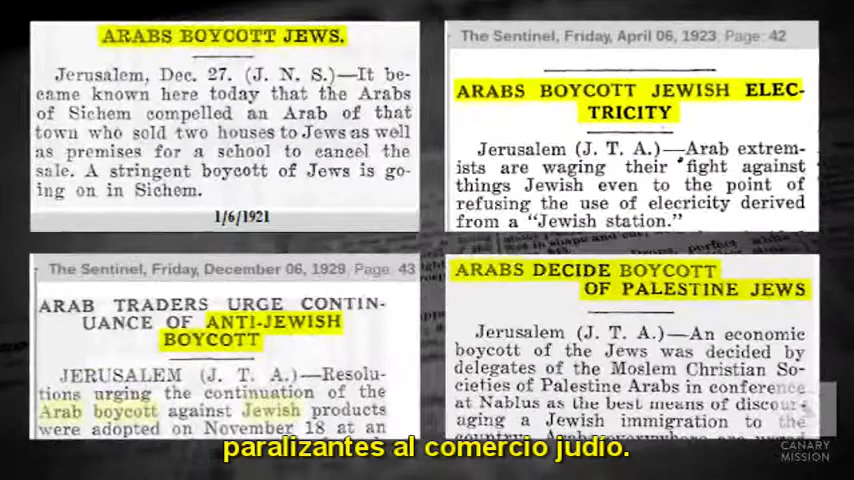 ARABS BOYCOTT JEWS.
Jerusalem, Dec. 27. (J. N. S.)—It be-
came known here today that the Arabs
of Sichem compelled an Arab of that
town who sold two houses to Jews as well
as premises for a school to cancel the
sale. A stringent boycott of Jews is go-
ing on in Sichem.
1/6/1921
The Sentinel, Friday, April 06, 1923, Page: 42
ARABS BOYCOTT JEWISH ELEC-
TRICITY
Jerusalem (J. T. A.)—Arab extrem-
ists are waging their fight against
things Jewish even to the point of
refusing the use of elecricity derived
from a "Jewish station."
The Sentinel, Friday, December 06, 1929, Page: 43
ARAB TRADERS URGE CONTIN-
UANCE OF ANTI-JEWISH
BOYCOTT
JERUSALEM (J. T. A.)—Resolu-
tions urging the continuation of the
Arab boycott against Jewish products
were adopted on November 18 at an
ARABS DECIDE BOYCOTT
OF PALESTINE JEWS
Jerusalem (J. T. A.)—An economic
boycott of the Jews was decided by
delegates of the Moslem Christian So-
cieties of Palestine Arabs in conference
at Nablus as the best means of discour-
aging a Jewish immigration to the
paralizantes al comercio judío.
CANARY
MISSION